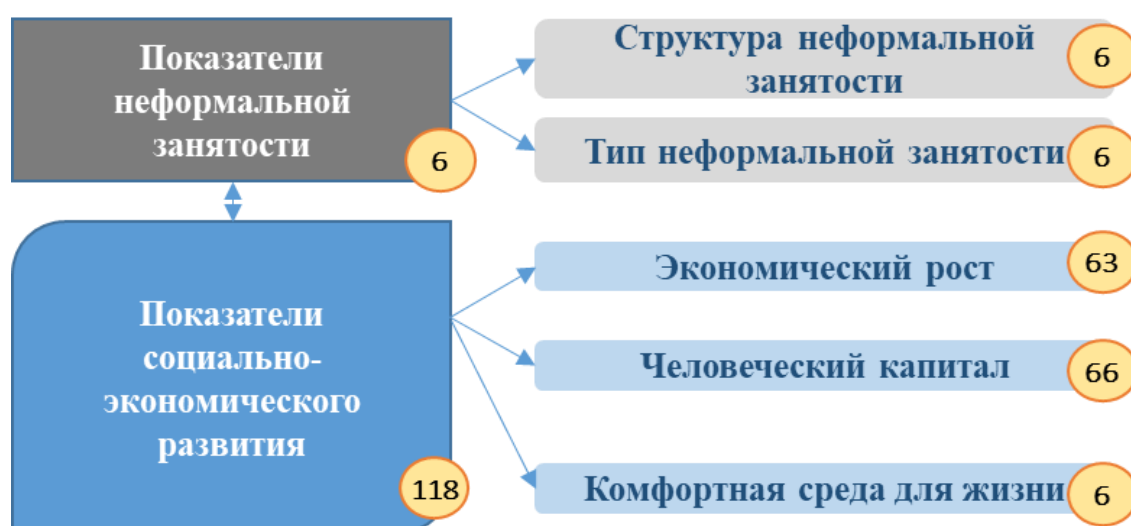 Показатели
неформальной
занятости
6
Структура неформальной
занятости
6
Тип неформальной занятости
6
Показатели
социально-
экономического
развития
118
Экономический рост
63
Человеческий капитал
66
Комфортная среда для жизни
6